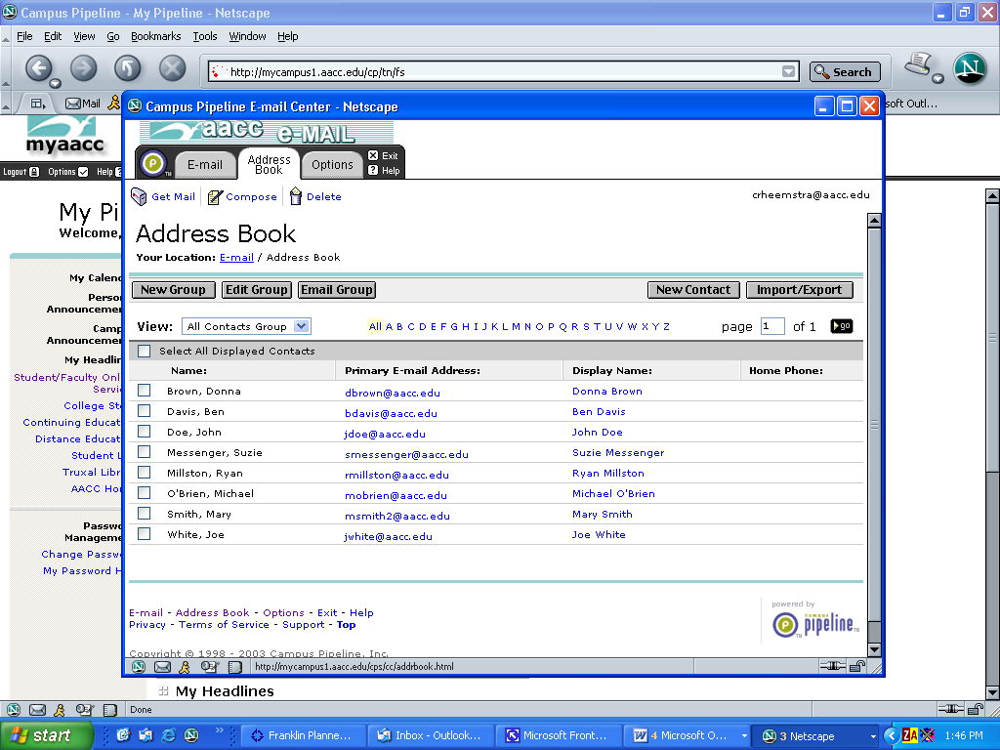 Campus Pipeline - My Pipeline - Netscape
File Edit View Go Bookmarks Tools Window Help
http://mycampus1.aacc.edu/cp/tn/fs
Search
Mail
soft Outl...
Campus Pipeline E-mail Center - Netscape
myaacc
Logout Options Help
My Pi
Welcome,
My Calend
Perso
Announcemen
Camp
Announcemen
My Headlin
Student/Faculty Onl
Servic
College Sto
Continuing Educat
Distance Educat
Student L
Truxal Libr
AACC Hor
Passwo
Managemen
Change Passwo
My Password H
aacc e-MAIL
E-mail
Address Book
Options
Exit
Help
Get Mail Compose Delete
crheemstra@aacc.edu
Address Book
Your Location: E-mail / Address Book
New Group Edit Group Email Group New Contact Import/Export
View: All Contacts Group All A B C D E F G H I J K L M N O P Q R S T U V W X Y Z page 1 of 1 go
Select All Displayed Contacts
Name: Primary E-mail Address: Display Name: Home Phone:
Brown, Donna dbrown@aacc.edu Donna Brown
Davis, Ben bdavis@aacc.edu Ben Davis
Doe, John jdoe@aacc.edu John Doe
Messenger, Suzie smessenger@aacc.edu Suzie Messenger
Millston, Ryan rmillston@aacc.edu Ryan Millston
O'Brien, Michael mobrien@aacc.edu Michael O'Brien
Smith, Mary msmith2@aacc.edu Mary Smith
White, Joe jwhite@aacc.edu Joe White
E-mail - Address Book - Options - Exit - Help
Privacy - Terms of Service - Support - Top
powered by
campus
pipeline™
Copyright © 1998 - 2003 Campus Pipeline, Inc.
http://mycampus1.aacc.edu/cps/cc/addrbook.html
My Headlines
Done
start
Franklin Planne...
Inbox - Outlook...
Microsoft Front...
4 Microsoft O...
3 Netscape
ZA
1:46 PM